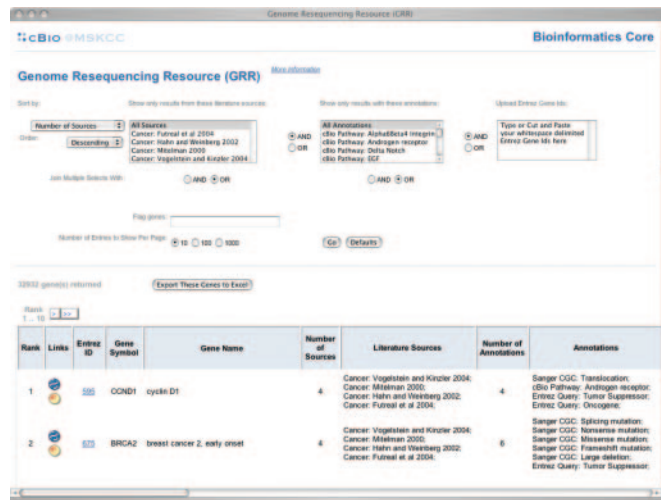 Genome Resequencing Resource (GRR)
cBio @MSKCC
Bioinformatics Core
Genome Resequencing Resource (GRR)
More information
Sort by:
Show only results from these literature sources:
Show only results with these annotations:
Upload Entrez Gene Ids:
Number of Sources
Order:
Descending
All Sources
Cancer: Futreal et al 2004
Cancer: Hahn and Weinberg 2002
Cancer: Mitelman 2000
Cancer: Vogelstein and Kinzler 2004
AND
OR
All Annotations
cBio Pathway: AlphaBBeta4 Integrin
cBio Pathway: Androgen receptor
cBio Pathway: Delta Notch
cBio Pathway: EGF
AND
OR
Type or Cut and Paste
your whitespace delimited
Entrez Gene Ids here
Join Multiple Selects With:
AND OR
AND OR
Flag genes:
Number of Entries to Show Per Page:
10 100 1000
Go Defaults
32932 gene(s) returned
Export These Genes to Excel
Rank
1 .. 10 > >>
Rank Links Entrez ID Gene Symbol Gene Name Number of Sources Literature Sources Number of Annotations Annotations
1 595 CCND1 cyclin D1 4
Cancer: Vogelstein and Kinzler 2004;
Cancer: Mitelman 2000;
Cancer: Hahn and Weinberg 2002;
Cancer: Futreal et al 2004;
4
Sanger CGC: Translocation;
cBio Pathway: Androgen receptor;
Entrez Query: Tumor Suppressor;
Entrez Query: Oncogene;
2 675 BRCA2 breast cancer 2, early onset 4
Cancer: Vogelstein and Kinzler 2004;
Cancer: Mitelman 2000;
Cancer: Hahn and Weinberg 2002;
Cancer: Futreal et al 2004;
6
Sanger CGC: Splicing mutation;
Sanger CGC: Nonsense mutation;
Sanger CGC: Missense mutation;
Sanger CGC: Frameshift mutation;
Sanger CGC: Large deletion;
Entrez Query: Tumor Suppressor;